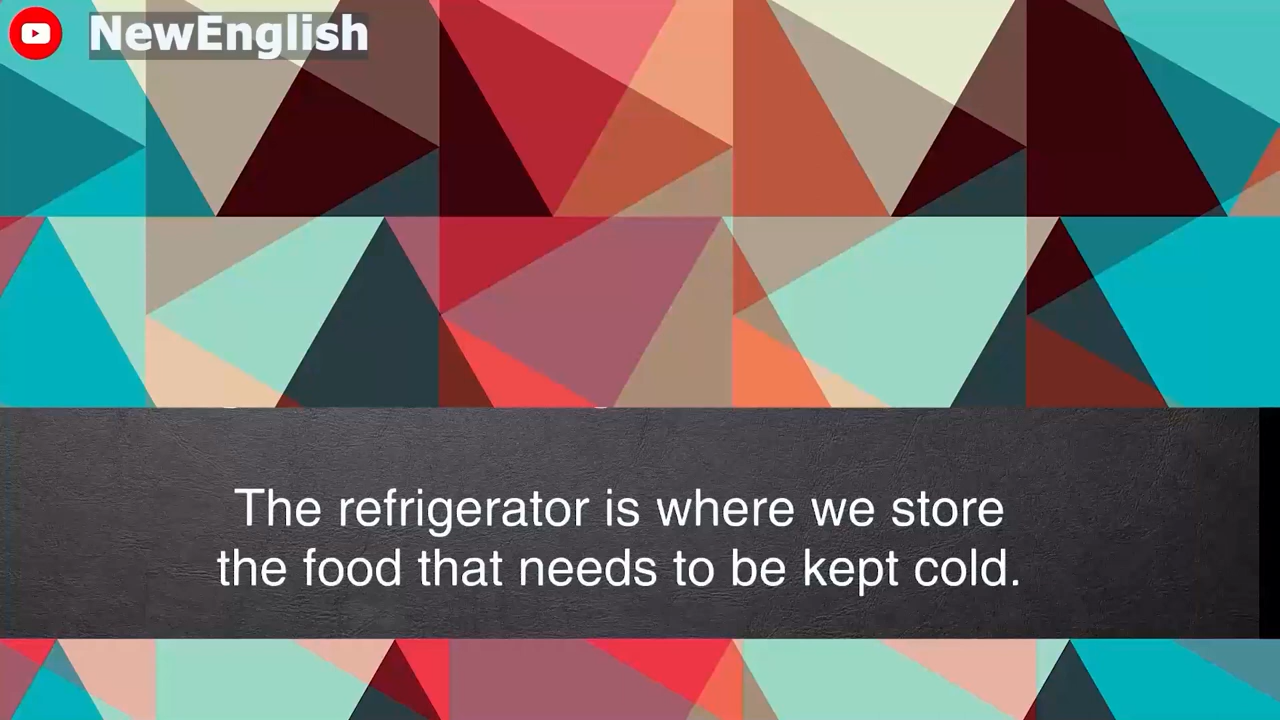 NewEnglish
The refrigerator is where we store
the food that needs to be kept cold.